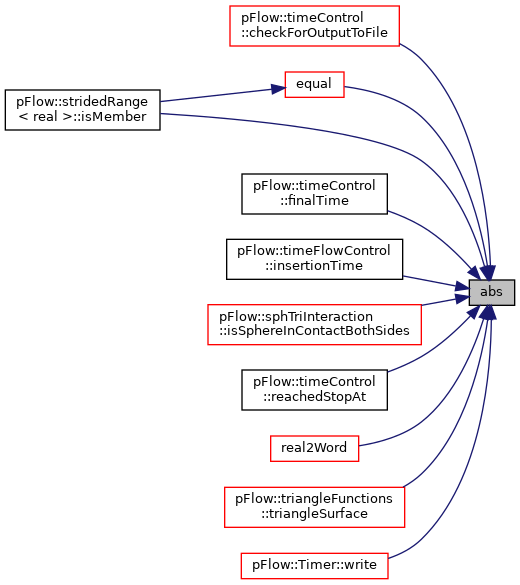 pFlow::timeControl
::checkForOutputToFile
equal
pFlow::stridedRange
< real >::isMember
pFlow::timeControl
::finalTime
pFlow::timeFlowControl
::insertionTime
abs
pFlow::sphTriInteraction
::isSphereInContactBothSides
pFlow::timeControl
::reachedStopAt
real2Word
pFlow::triangleFunctions
::triangleSurface
pFlow::Timer::write